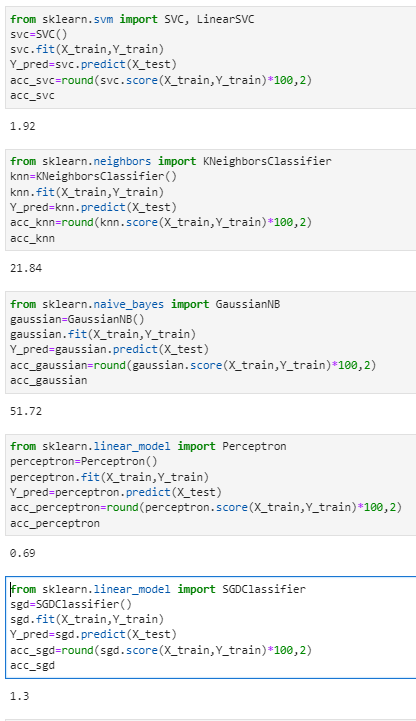 from sklearn.svm import SVC, LinearSVC
svc=SVC()
svc.fit(X_train,Y_train)
Y_pred=svc.predict(X_test)
acc_svc=round(svc.score(X_train,Y_train)*100,2)
acc_svc
1.92
from sklearn.neighbors import KNeighborsClassifier
knn=KNeighborsClassifier()
knn.fit(X_train,Y_train)
Y_pred=knn.predict(X_test)
acc_knn=round(knn.score(X_train,Y_train)*100,2)
acc_knn
21.84
from sklearn.naive_bayes import GaussianNB
gaussian=GaussianNB()
gaussian.fit(X_train,Y_train)
Y_pred=gaussian.predict(X_test)
acc_gaussian=round(gaussian.score(X_train,Y_train)*100,2)
acc_gaussian
51.72
from sklearn.linear_model import Perceptron
perceptron=Perceptron()
perceptron.fit(X_train,Y_train)
Y_pred=perceptron.predict(X_test)
acc_perceptron=round(perceptron.score(X_train,Y_train)*100,2)
acc_perceptron
0.69
from sklearn.linear_model import SGDClassifier
sgd=SGDClassifier()
sgd.fit(X_train,Y_train)
Y_pred=sgd.predict(X_test)
acc_sgd=round(sgd.score(X_train,Y_train)*100,2)
acc_sgd
1.3